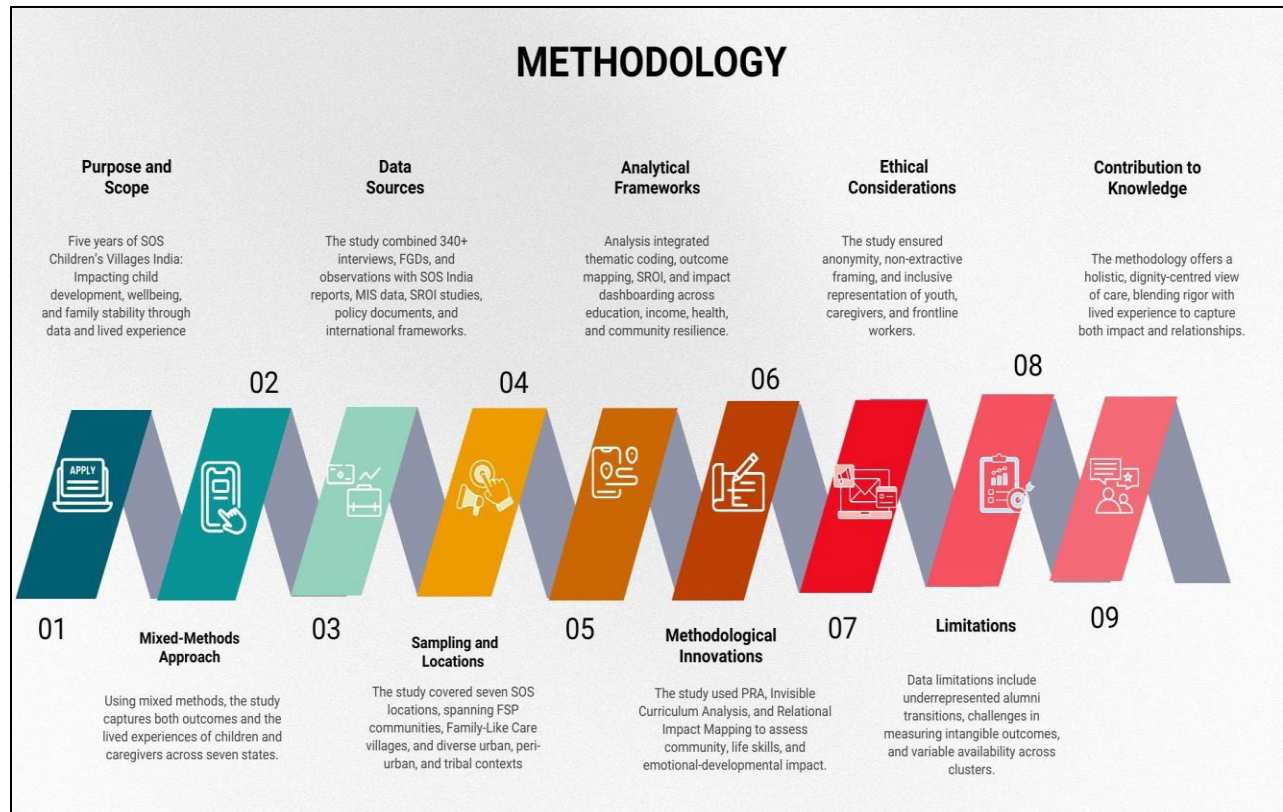 METHODOLOGY
Purpose and
Scope
Five years of SOS
Children's Villages India:
Impacting child
development, wellbeing,
and family stability through
data and lived experience
Data
Sources
The study combined 340+
interviews, FGDs, and
observations with SOS India
reports, MIS data, SROI studies,
policy documents, and
international frameworks.
Analytical
Frameworks
Analysis integrated
thematic coding, outcome
mapping, SROI, and impact
dashboarding across
education, income, health,
and community resilience.
Ethical
Considerations
The study ensured
anonymity, non-extractive
framing, and inclusive
representation of youth,
caregivers, and frontline
workers.
Contribution to
Knowledge
The methodology offers a
holistic, dignity-centred view
of care, blending rigor with
lived experience to capture
both impact and relationships.
02
04
06
08
APPLY
01
03
05
07
09
Mixed-Methods
Approach
Using mixed methods, the study
captures both outcomes and the
lived experiences of children and
caregivers across seven states.
Sampling and
Locations
The study covered seven SOS
locations, spanning FSP
communities, Family-Like Care
villages, and diverse urban, peri-
urban, and tribal contexts
Methodological
Innovations
The study used PRA, Invisible
Curriculum Analysis, and Relational
Impact Mapping to assess
community, life skills, and
emotional-developmental impact.
Limitations
Data limitations include
underrepresented alumni
transitions, challenges in
measuring intangible outcomes,
and variable availability across
clusters.